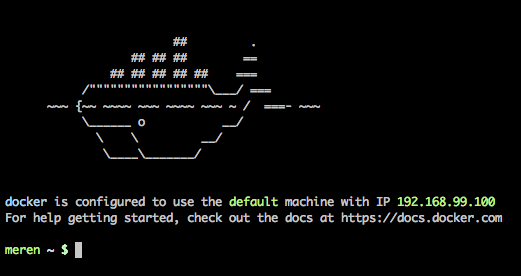 ##         .
                  ## ## ##        ==
               ## ## ## ## ##    ===
           /"""""""""""""""""\___/ ===
      ~~~ {~~ ~~~~ ~~~ ~~~~ ~~~ ~ /  ===- ~~~
           \______ o           __/
             \    \         __/
              \____\_______/
docker is configured to use the default machine with IP 192.168.99.100
For help getting started, check out the docs at https://docs.docker.com
meren ~ $